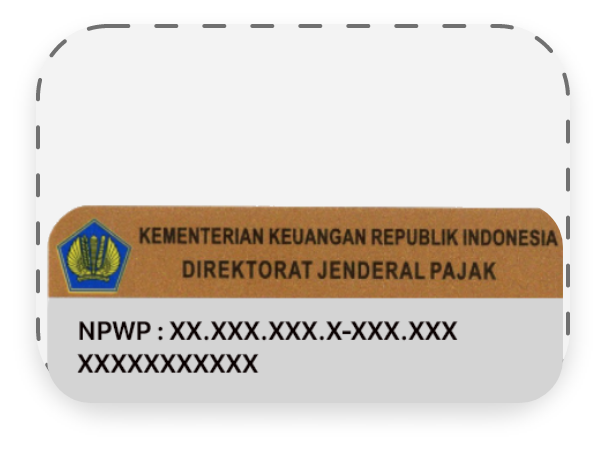 KEMENTERIAN KEUANGAN REPUBLIK INDONESIA
DIREKTORAT JENDERAL PAJAK
NPWP : XX.XXX.XXX.X-XXX.XXX
XXXXXXXXXXX